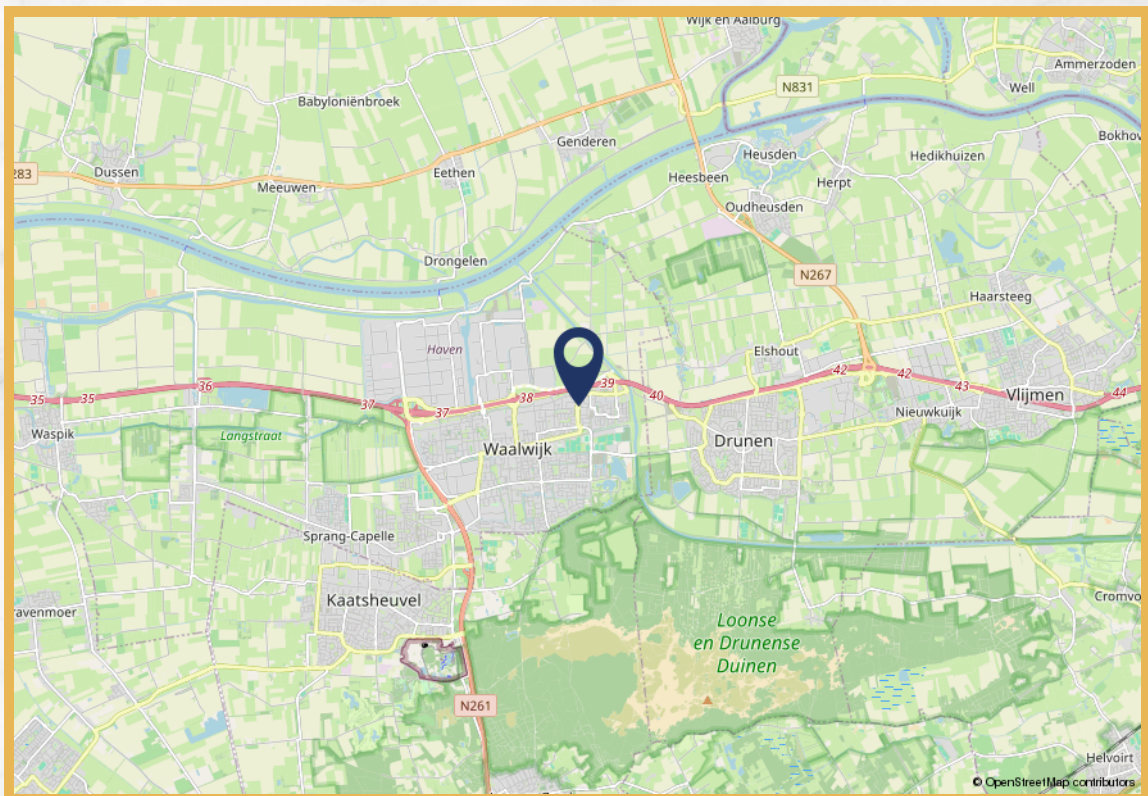 Wijk en Aalburg
Ammerzoden
N831
Well
Babyloniënbroek
Genderen
Bokhov
Heusden
Hedikhuizen
283
Dussen
Eethen
Heesbeen
Meeuwen
Herpt
Oudheusden
Drongelen
N267
Haarsteeg
Haven
Elshout
39
42
42
36
43
44
35
35
38
40
Vlijmen
37
37
Nieuwkuijk
Waspik
Langstraat
Drunen
Waalwijk
Sprang-Capelle
Cromvo
Kaatsheuvel
ravenmoer
Loonse
en Drunense
Duinen
N261
Helvoirt
© OpenStreetMap contributors